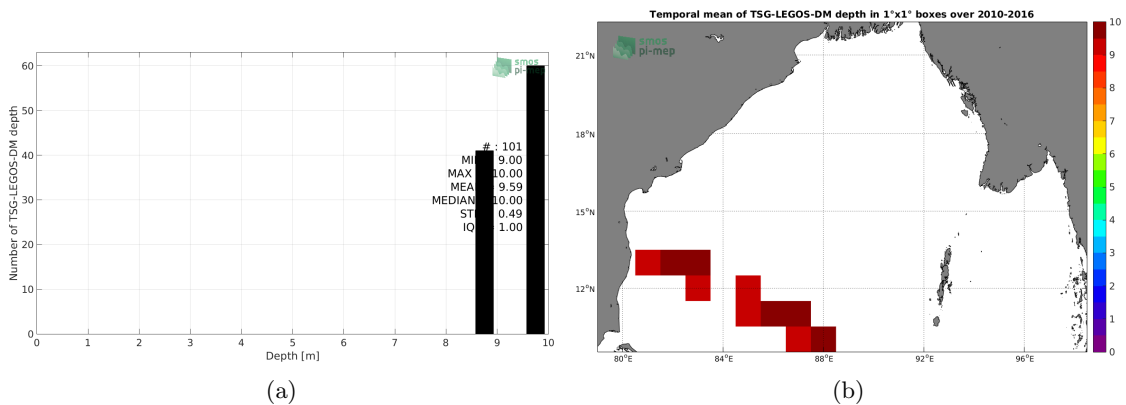 Temporal mean of TSG-LEGOS-DM depth in 1°x1° boxes over 2010-2016
smos
pi-mep
60
50
40
30
20
10
0
Number of TSG-LEGOS-DM depth
# : 101
9.00
MAX 10.00
9.59
MEDIAN 10.00
0.49
1.00
0 1 2 3 4 5 6 7 8 9 10
Depth [m]
(a)
smos
pi-mep
21°N
18°N
15°N
12°N
80°E 84°E 88°E 92°E 96°E
10
9
8
7
6
5
4
3
2
1
0
(b)